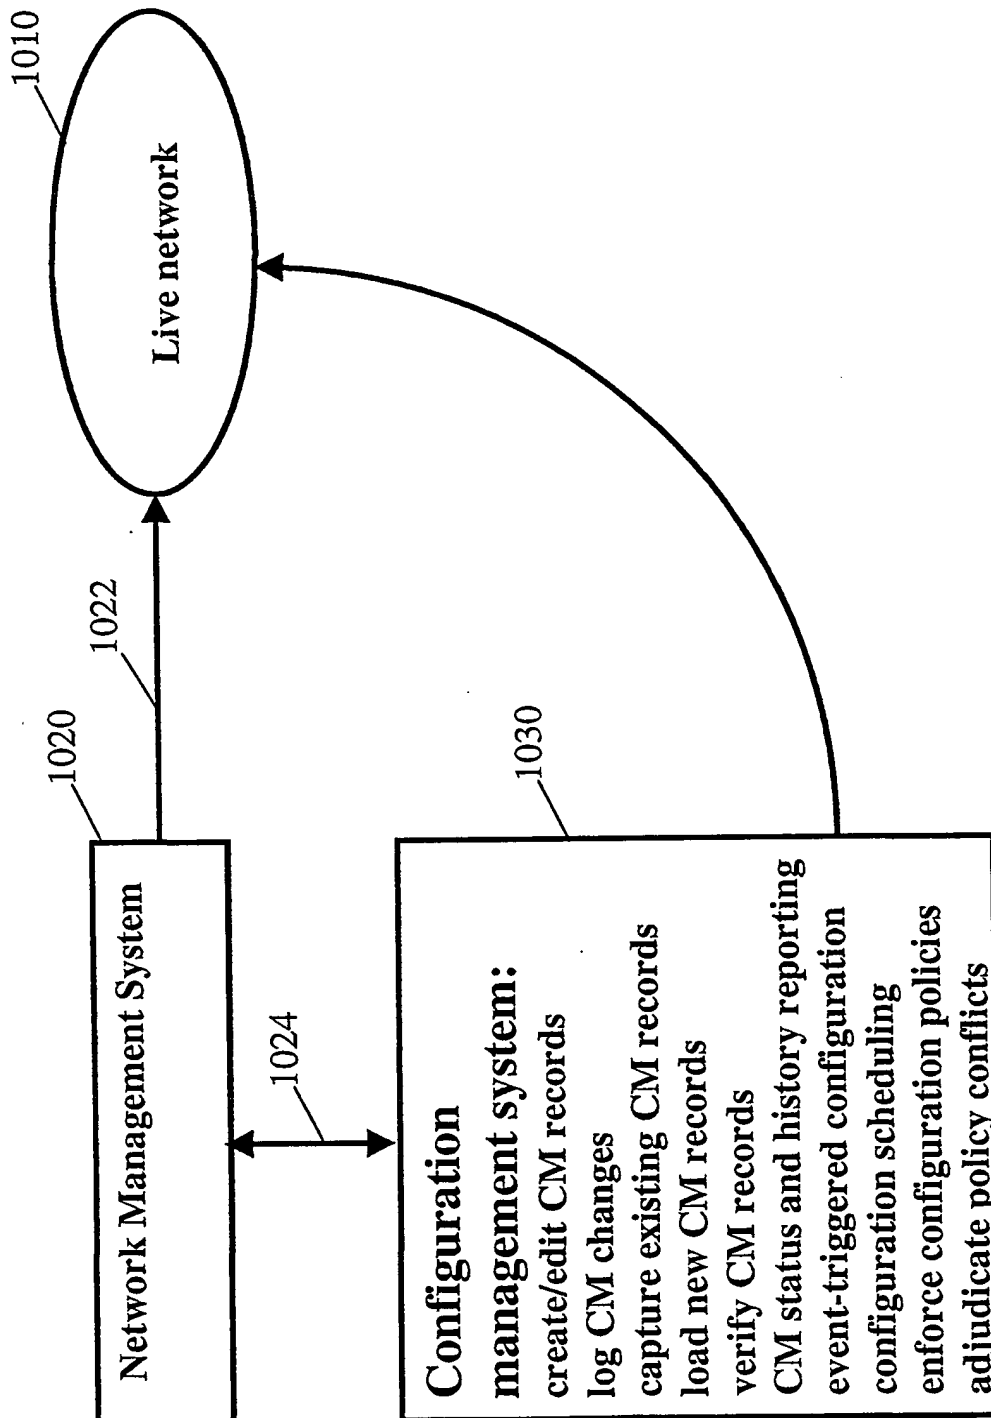 1010
Live network
1022
1020
Network Management System
1024
1030
Configuration
management system:
create/edit CM records
log CM changes
capture existing CM records
load new CM records
verify CM records
CM status and history reporting
event-triggered configuration
configuration scheduling
enforce configuration policies
adjudicate policy conflicts